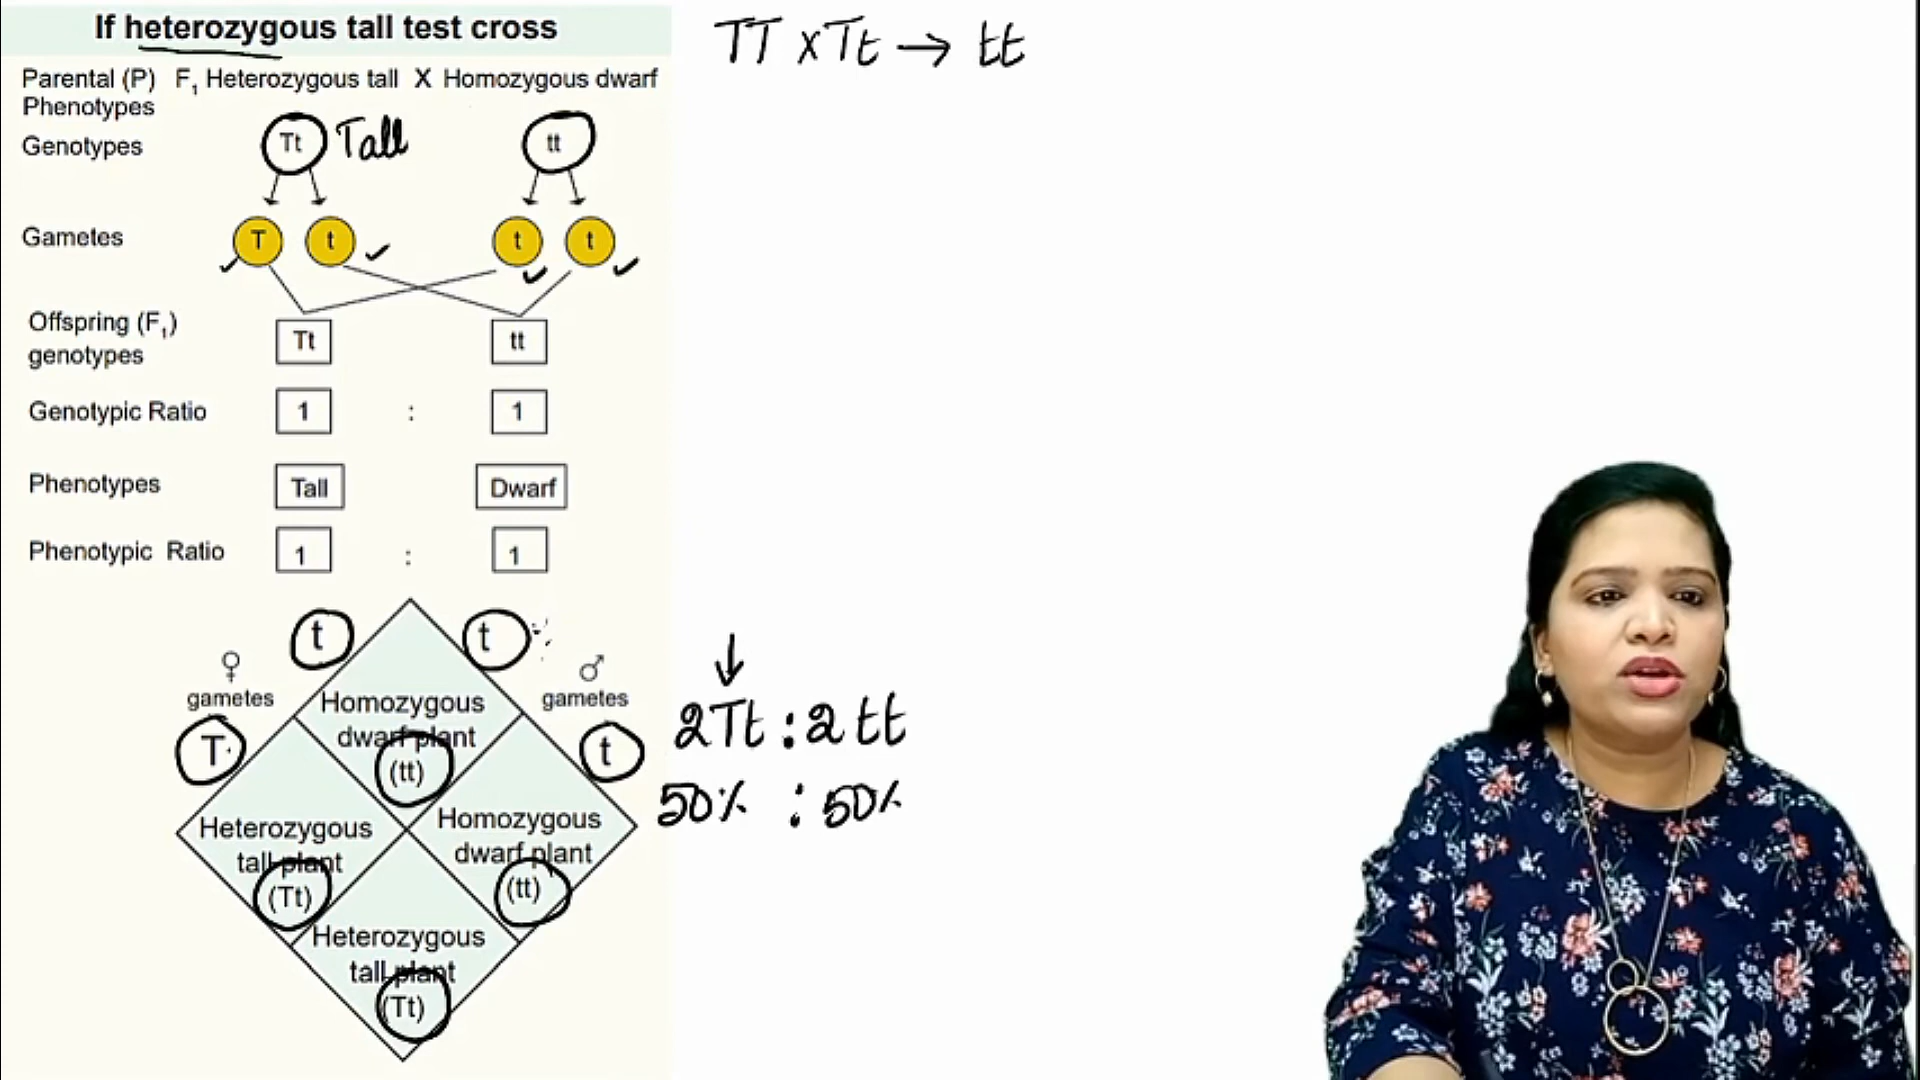 If heterozygous tall test cross
TT x Tt → tt
Parental (P) F1 Heterozygous tall X Homozygous dwarf
Phenotypes
Genotypes Tt Tall tt
Gametes T t t t
Offspring (F1)
genotypes
Tt tt
Genotypic Ratio 1 : 1
Phenotypes Tall Dwarf
Phenotypic Ratio 1 : 1
t t
♀ ♂
gametes gametes
T t
Homozygous
dwarf plant
(tt)
2Tt : 2tt
50% : 50%
Heterozygous
tall plant
(Tt)
Homozygous
dwarf plant
(tt)
Heterozygous
tall plant
(Tt)